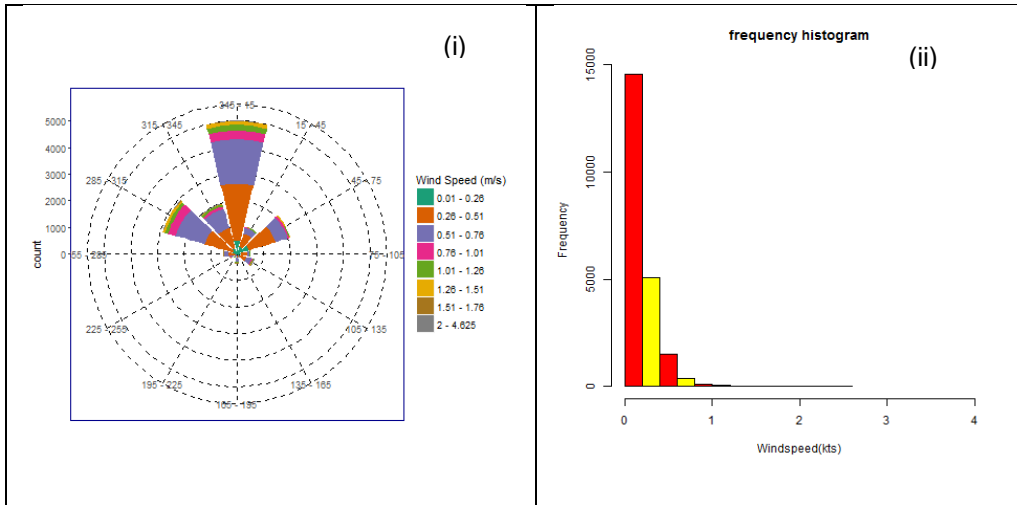 (i)
345 - 15
315 - 345
15 - 45
285 - 315
45 - 75
55 - 285
75 - 105
225 - 255
105 - 135
195 - 225
135 - 165
165 - 195
5000
4000
3000
2000
1000
0
count
Wind Speed (m/s)
0.01 - 0.26
0.26 - 0.51
0.51 - 0.76
0.76 - 1.01
1.01 - 1.26
1.26 - 1.51
1.51 - 1.76
2 - 4.625
frequency histogram
(ii)
15000
10000
5000
0
Frequency
0 1 2 3 4
Windspeed(kts)